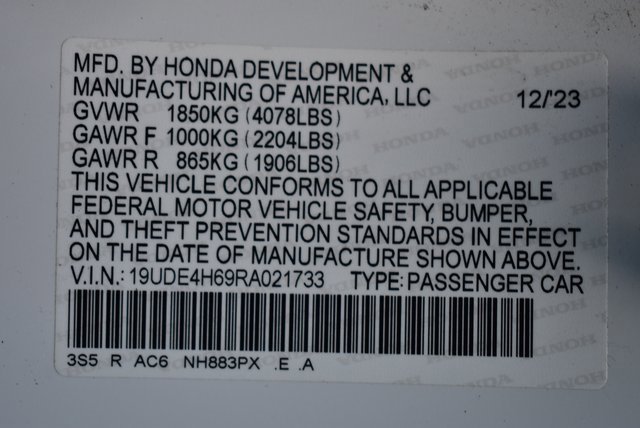 MFD. BY HONDA DEVELOPMENT &
MANUFACTURING OF AMERICA, LLC 12/'23
GVWR 1850KG (4078LBS)
GAWR F 1000KG (2204LBS)
GAWR R 865KG (1906LBS)
THIS VEHICLE CONFORMS TO ALL APPLICABLE
FEDERAL MOTOR VEHICLE SAFETY, BUMPER,
AND THEFT PREVENTION STANDARDS IN EFFECT
ON THE DATE OF MANUFACTURE SHOWN ABOVE.
V.I.N.: 19UDE4H69RA021733 TYPE: PASSENGER CAR
3S5 R AC6 NH883PX .E .A